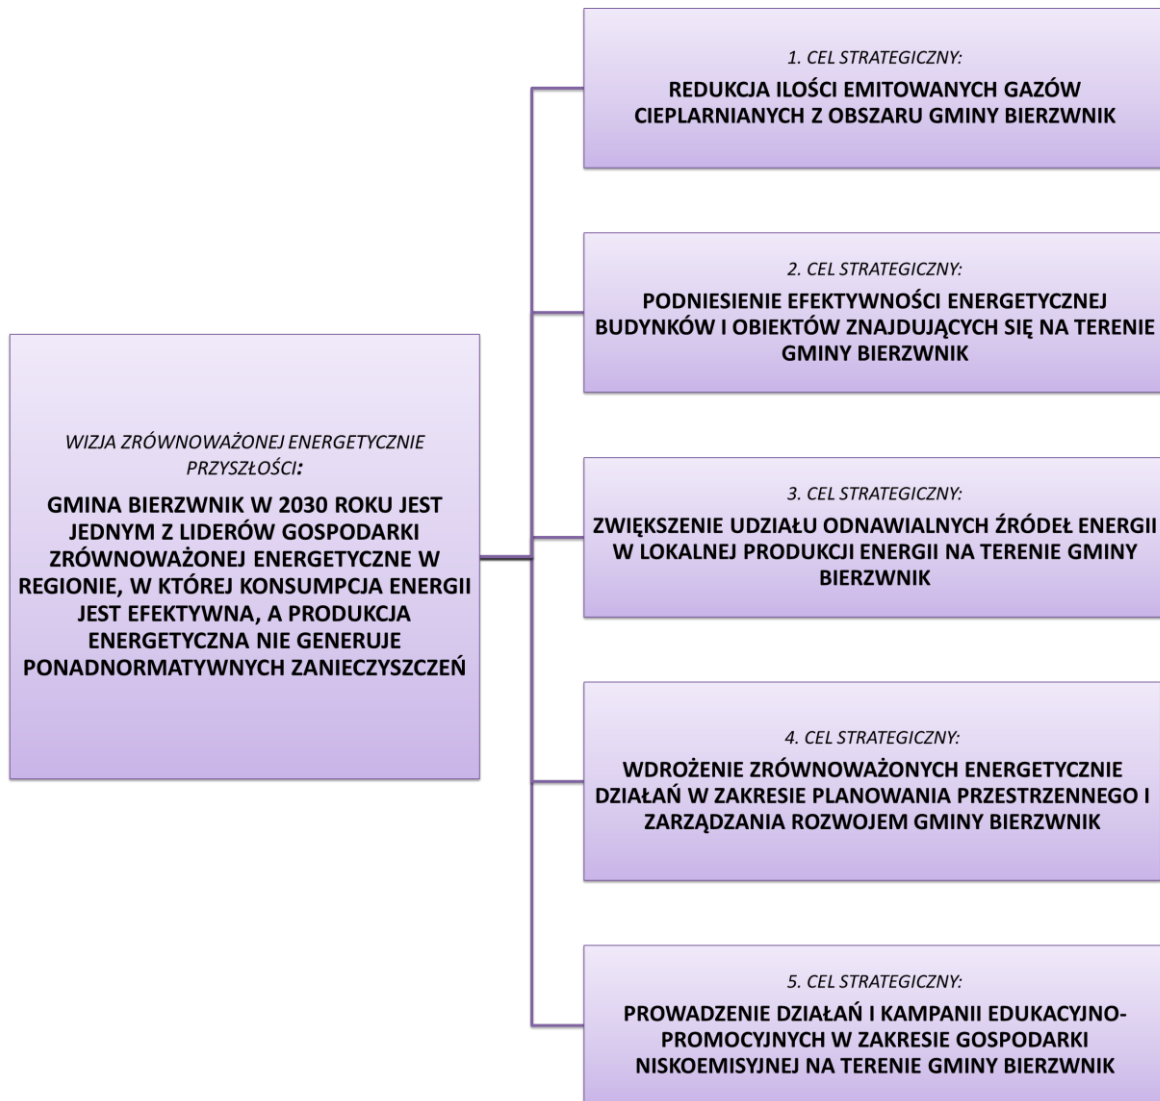 WIZJA ZRÓWNOWAŻONEJ ENERGETYCZNIE
PRZYSZŁOŚCI:
GMINA BIERZWNIK W 2030 ROKU JEST
JEDNYM Z LIDERÓW GOSPODARKI
ZRÓWNOWAŻONEJ ENERGETYCZNE W
REGIONIE, W KTÓREJ KONSUMPCJA ENERGII
JEST EFEKTYWNA, A PRODUKCJA
ENERGETYCZNA NIE GENERUJE
PONADNORMATYWNYCH ZANIECZYSZCZEŃ
1. CEL STRATEGICZNY:
REDUKCJA ILOŚCI EMITOWANYCH GAZÓW
CIEPLARNIANYCH Z OBSZARU GMINY BIERZWNIK
2. CEL STRATEGICZNY:
PODNIESIENIE EFEKTYWNOŚCI ENERGETYCZNEJ
BUDYNKÓW I OBIEKTÓW ZNAJDUJĄCYCH SIĘ NA TERENIE
GMINY BIERZWNIK
3. CEL STRATEGICZNY:
ZWIĘKSZENIE UDZIAŁU ODNAWIALNYCH ŹRÓDEŁ ENERGII
W LOKALNEJ PRODUKCJI ENERGII NA TERENIE GMINY
BIERZWNIK
4. CEL STRATEGICZNY:
WDROŻENIE ZRÓWNOWAŻONYCH ENERGETYCZNIE
DZIAŁAŃ W ZAKRESIE PLANOWANIA PRZESTRZENNEGO I
ZARZĄDZANIA ROZWOJEM GMINY BIERZWNIK
5. CEL STRATEGICZNY:
PROWADZENIE DZIAŁAŃ I KAMPANII EDUKACYJNO-
PROMOCYJNYCH W ZAKRESIE GOSPODARKI
NISKOEMISYJNEJ NA TERENIE GMINY BIERZWNIK